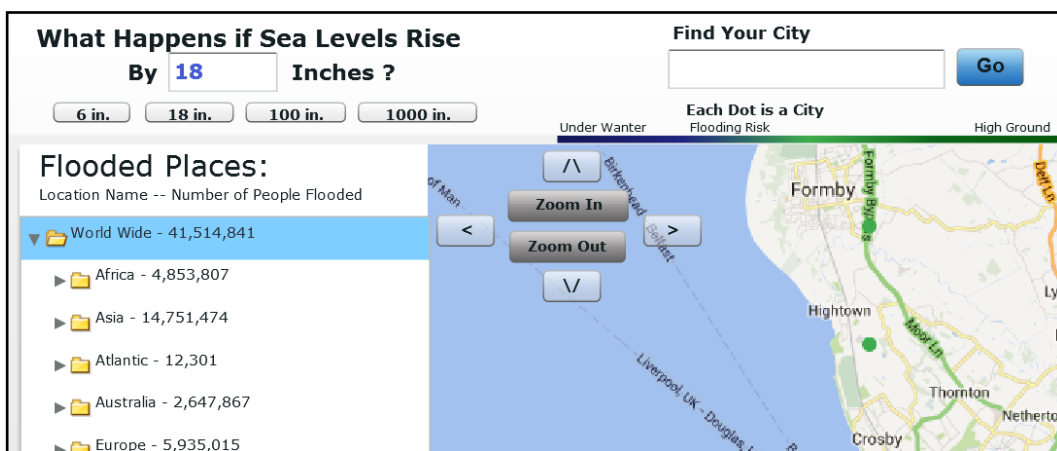 What Happens if Sea Levels Rise
By 18 Inches ?
6 in. 18 in. 100 in. 1000 in.
Find Your City
Go
Each Dot is a City
Under Wanter Flooding Risk High Ground
Flooded Places:
Location Name -- Number of People Flooded
World Wide - 41,514,841
Africa - 4,853,807
Asia - 14,751,474
Atlantic - 12,301
Australia - 2,647,867
Europe - 5,935,015
/\
Zoom In
< >
Zoom Out
\/
of Man
Birkenhead Belfast
Formby
Formby Bypass
Hightown
Moor Ln
Liverpool, UK - Douglas,
Thornton
Crosby